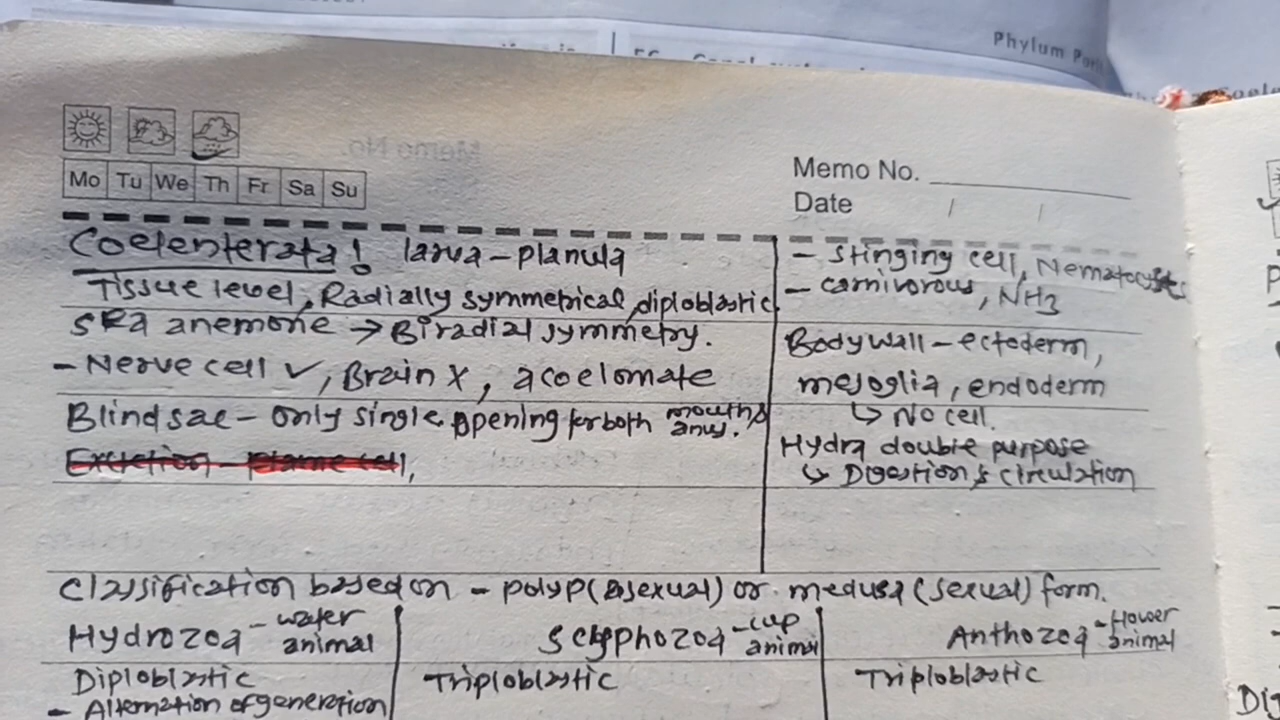 Phylum
Memo No.
Mo Tu We Th Fr Sa Su
Memo No.
Date / /
Coelenterata! larva - planula
Tissue level, Radially symmetrical, diploblastic
Sea anemone → Biradial symmetry.
- Nerve cell ✓, Brain X, acoelomate
Blind sac - only single opening for both mouth & anus.
Excretion - Flame cell,
- Stinging cell, Nematocysts
- carnivorous, NH3
Body wall - ectoderm,
mesoglia, endoderm
↳ No cell.
Hydra double purpose
↳ Digestion & circulation
classification based on - polyp (asexual) or medusa (sexual) form.
Hydrozoa - water animal
Diploblastic
- Alternation of generation
Scyphozoa - cup animal
Triploblastic
Anthozoa - flower animal
Triploblastic